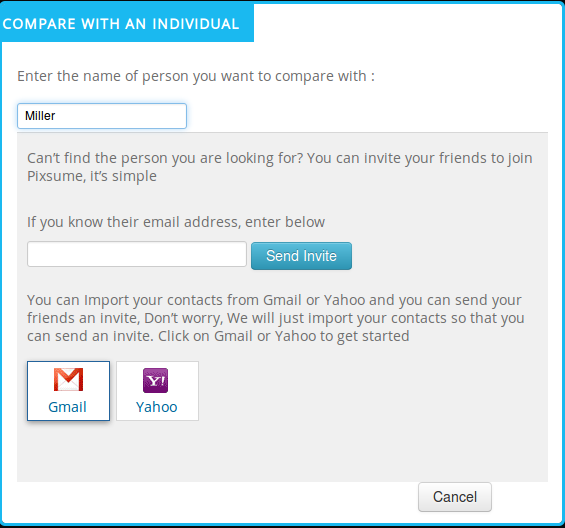 COMPARE WITH AN INDIVIDUAL
Enter the name of person you want to compare with :
Miller
Can't find the person you are looking for? You can invite your friends to join
Pixsume, it's simple
If you know their email address, enter below
Send Invite
You can Import your contacts from Gmail or Yahoo and you can send your
friends an invite, Don't worry, We will just import your contacts so that you
can send an invite. Click on Gmail or Yahoo to get started
Y!
Gmail Yahoo
Cancel